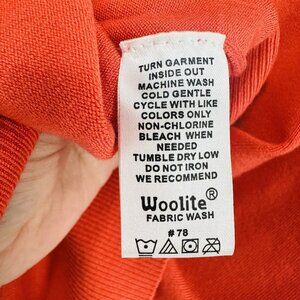 TURN GARMENT
INSIDE OUT
MACHINE WASH
COLD GENTLE
CYCLE WITH LIKE
COLORS ONLY
NON-CHLORINE
BLEACH WHEN
NEEDED
TUMBLE DRY LOW
DO NOT IRON
WE RECOMMEND
Woolite®
FABRIC WASH
#78